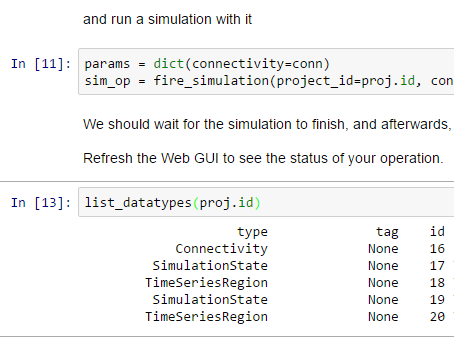 and run a simulation with it
In [11]: params = dict(connectivity=conn)
sim_op = fire_simulation(project_id=proj.id, con
We should wait for the simulation to finish, and afterwards,
Refresh the Web GUI to see the status of your operation.
In [13]: list_datatypes(proj.id)
type tag id
Connectivity None 16
SimulationState None 17
TimeSeriesRegion None 18
SimulationState None 19
TimeSeriesRegion None 20